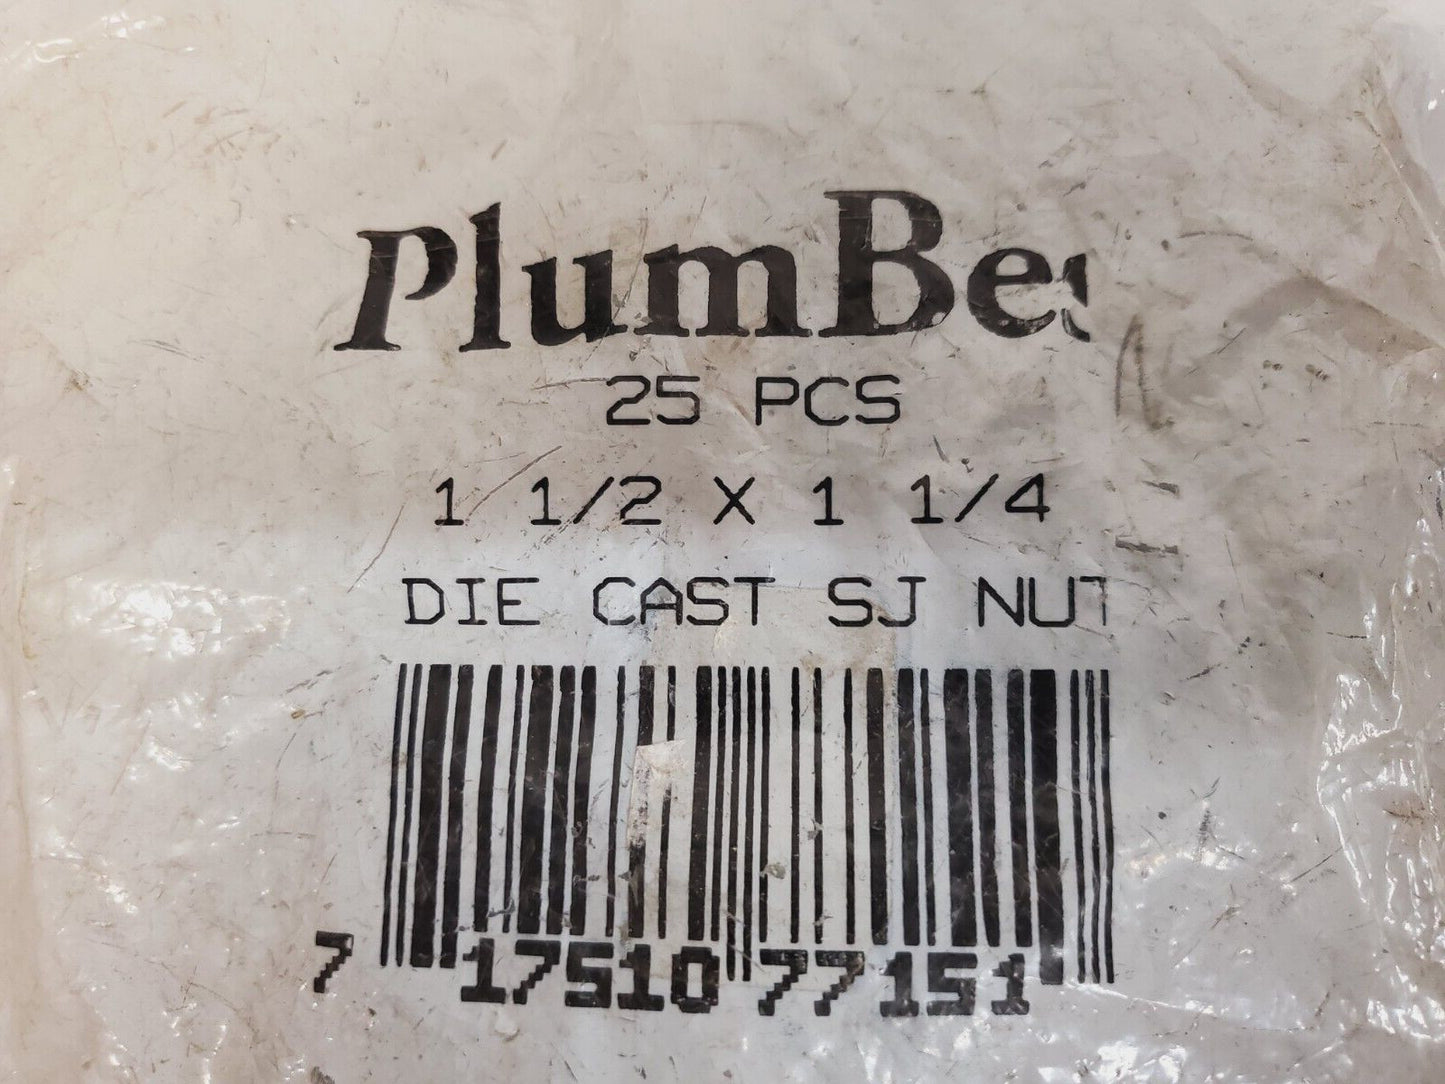 PlumBes
25 PCS
1 1/2 X 1 1/4
DIE CAST SJ NUT
7 17510 77151